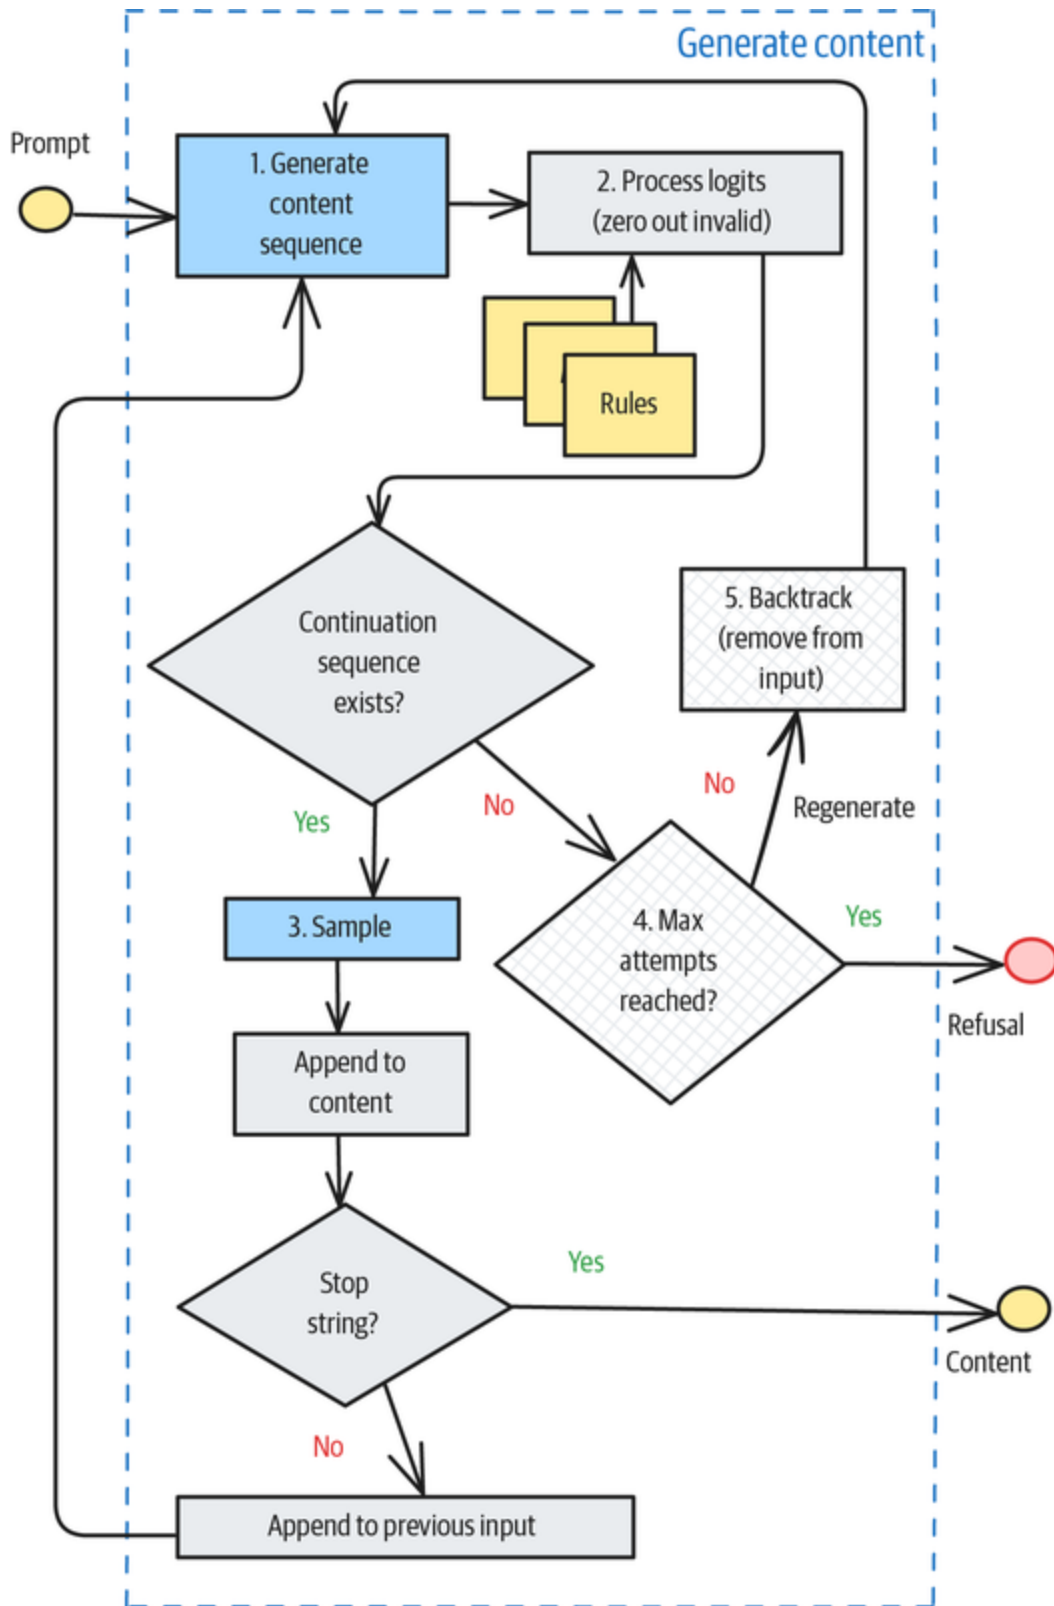 Generate content
Prompt
1. Generate
content
sequence
2. Process logits
(zero out invalid)
Rules
Continuation
sequence
exists?
5. Backtrack
(remove from
input)
No
Regenerate
No
Yes
3. Sample
4. Max
attempts
reached?
Yes
Refusal
Append to
content
Stop
string?
Yes
Content
No
Append to previous input